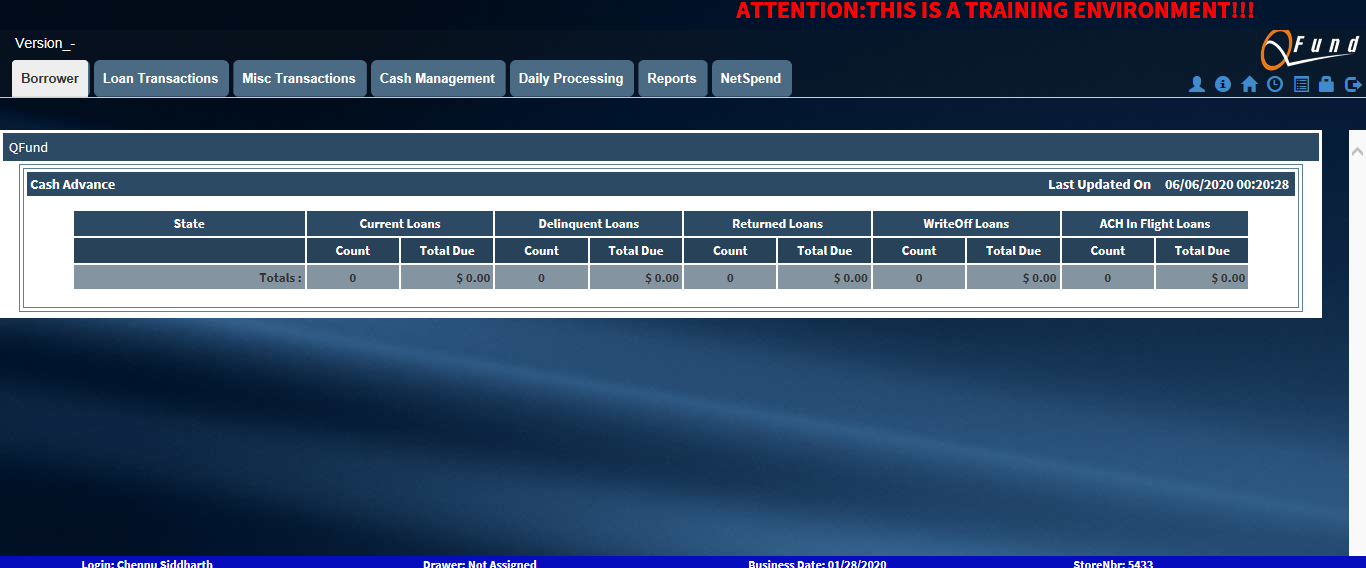 ATTENTION:THIS IS A TRAINING ENVIRONMENT!!!
Version_-
QFund
Borrower Loan Transactions Misc Transactions Cash Management Daily Processing Reports NetSpend
QFund
Cash Advance Last Updated On 06/06/2020 00:20:28
State Current Loans Delinquent Loans Returned Loans WriteOff Loans ACH In Flight Loans
Count Total Due Count Total Due Count Total Due Count Total Due Count Total Due
Totals : 0 $ 0.00 0 $ 0.00 0 $ 0.00 0 $ 0.00 0 $ 0.00
Login: Chennu Siddharth Drawer: Not Assigned Business Date: 01/28/2020 StoreNbr: 5433